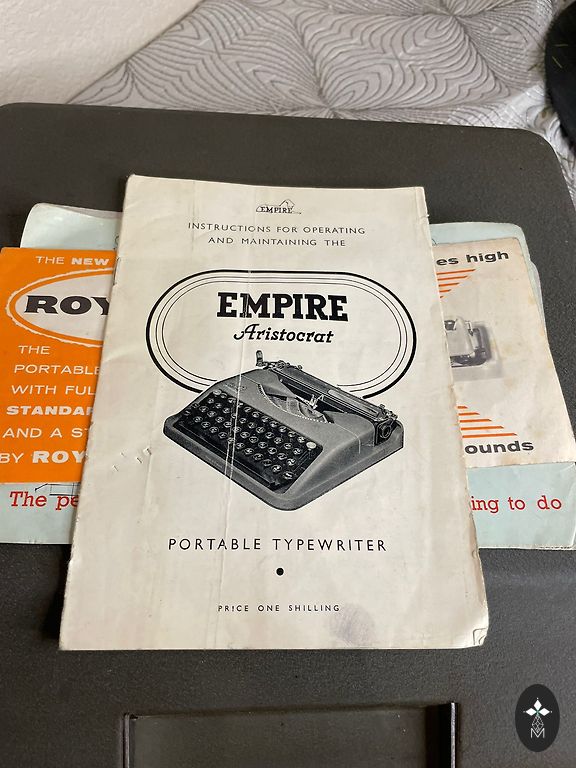 EMPIRE
INSTRUCTIONS FOR OPERATING
AND MAINTAINING THE
EMPIRE
Aristocrat
PORTABLE TYPEWRITER
PRICE ONE SHILLING
THE NEW
ROY
THE
PORTABLE
WITH FUL
STANDAR
AND A ST
BY ROY
The pe
es high
ounds
ing to do
M